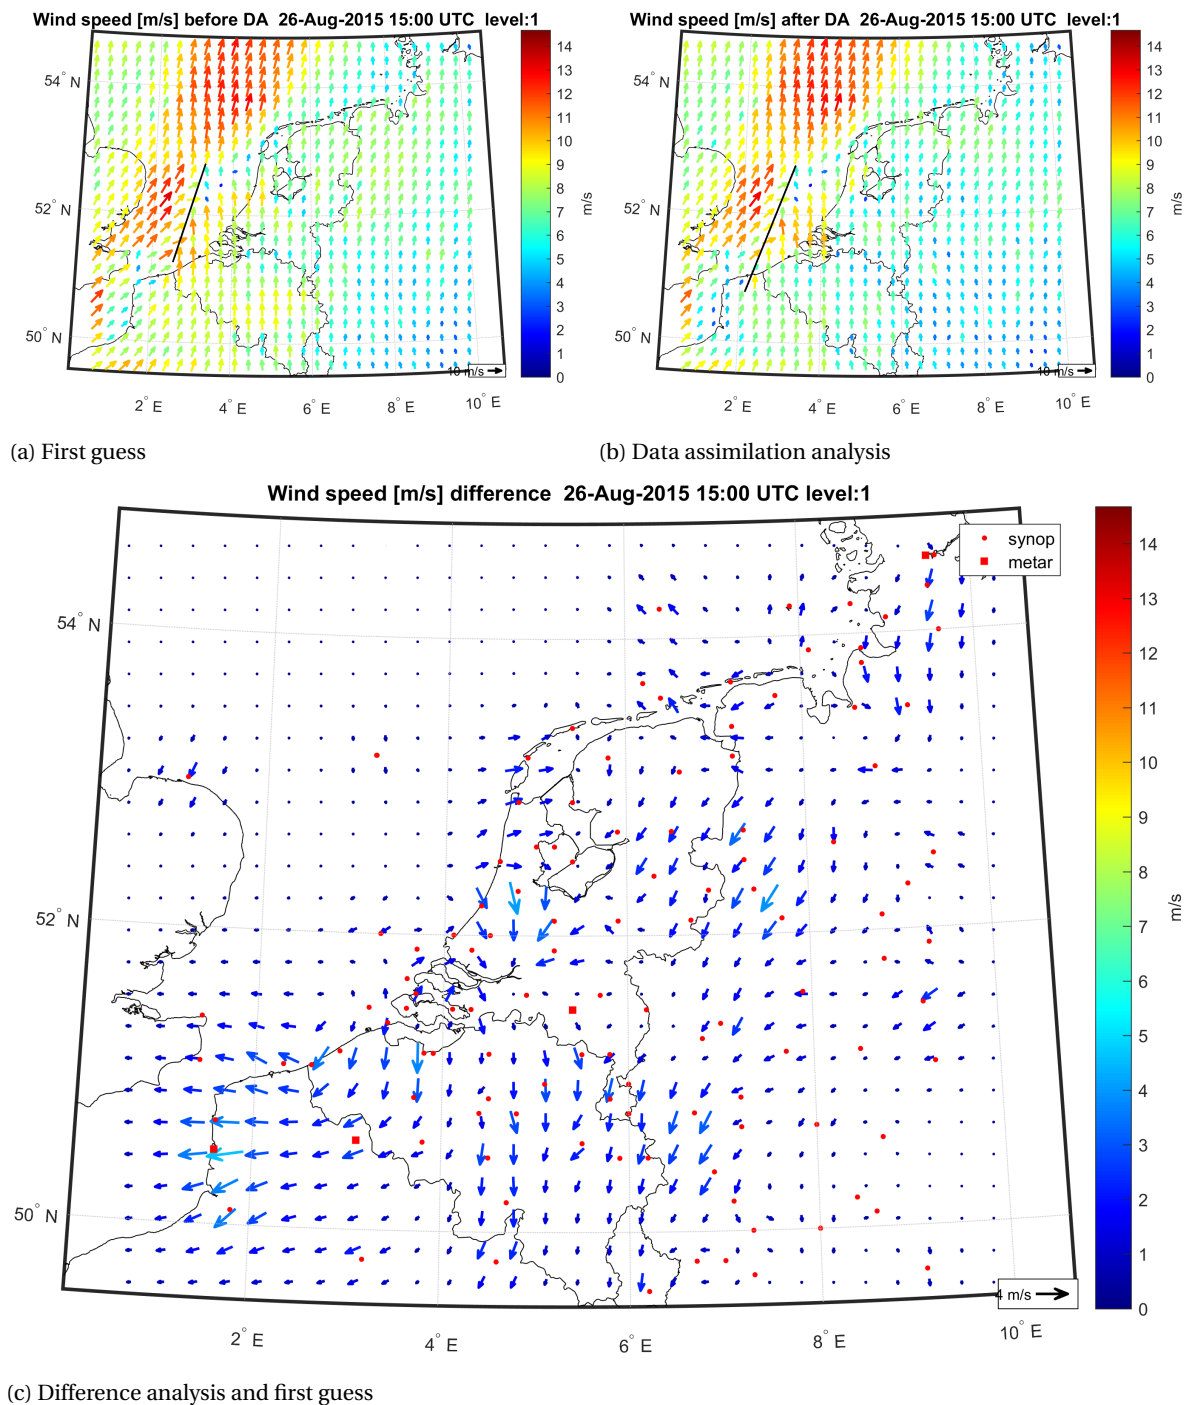 Wind speed [m/s] before DA 26-Aug-2015 15:00 UTC level:1
54° N
52° N
50° N
2° E
4° E
6° E
8° E
10° E
10 m/s
14
13
12
11
10
9
8
7
6
5
4
3
2
1
0
m/s
(a) First guess
Wind speed [m/s] after DA 26-Aug-2015 15:00 UTC level:1
54° N
52° N
50° N
2° E
4° E
6° E
8° E
10° E
10 m/s
14
13
12
11
10
9
8
7
6
5
4
3
2
1
0
m/s
(b) Data assimilation analysis
Wind speed [m/s] difference 26-Aug-2015 15:00 UTC level:1
synop
metar
54° N
52° N
50° N
2° E
4° E
6° E
8° E
10° E
4 m/s
14
13
12
11
10
9
8
7
6
5
4
3
2
1
0
m/s
(c) Difference analysis and first guess